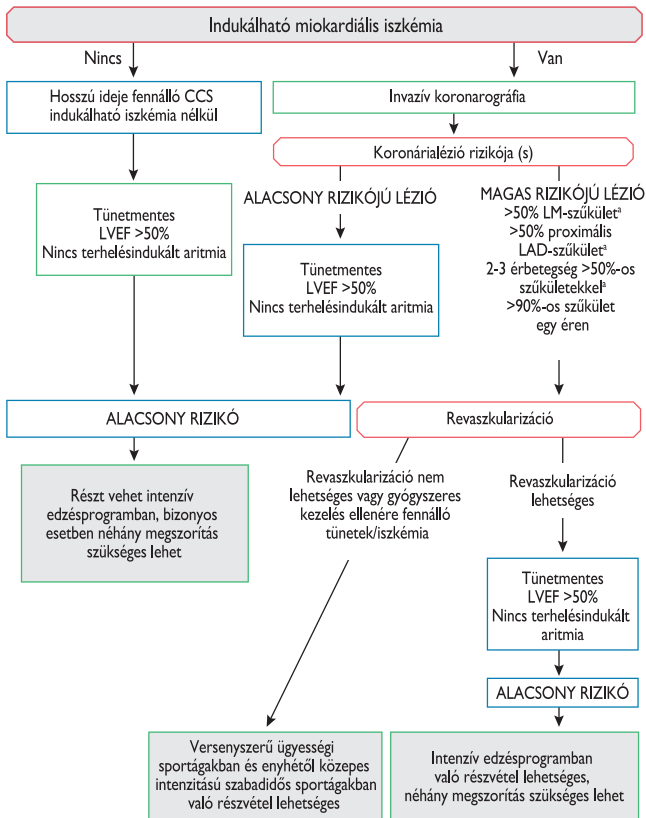 Indukálható miokardiális iszkémia
Nincs
Van
Hosszú ideje fennálló CCS
indukálható iszkémia nélkül
Invazív koronarográfia
Koronárialézió rizikója (s)
Tünetmentes
LVEF >50%
Nincs terhelésindukált aritmia
ALACSONY RIZIKÓJÚ LÉZIÓ
Tünetmentes
LVEF >50%
Nincs terhelésindukált aritmia
MAGAS RIZIKÓJÚ LÉZIÓ
>50% LM-szűkületᵃ
>50% proximális
LAD-szűkületᵃ
2-3 érbetegség >50%-os
szűkületekkelᵃ
>90%-os szűkület
egy éren
ALACSONY RIZIKÓ
Revaszkularizáció
Részt vehet intenzív
edzésprogramban, bizonyos
esetben néhány megszorítás
szükséges lehet
Revaszkularizáció nem
lehetséges vagy gyógyszeres
kezelés ellenére fennálló
tünetek/iszkémia
Revaszkularizáció
lehetséges
Tünetmentes
LVEF >50%
Nincs terhelésindukált
aritmia
ALACSONY RIZIKÓ
Versenyszerű ügyességi
sportágakban és enyhétől közepes
intenzitású szabadidős sportágakban
való részvétel lehetséges
Intenzív edzésprogramban
való részvétel lehetséges,
néhány megszorítás szükséges lehet